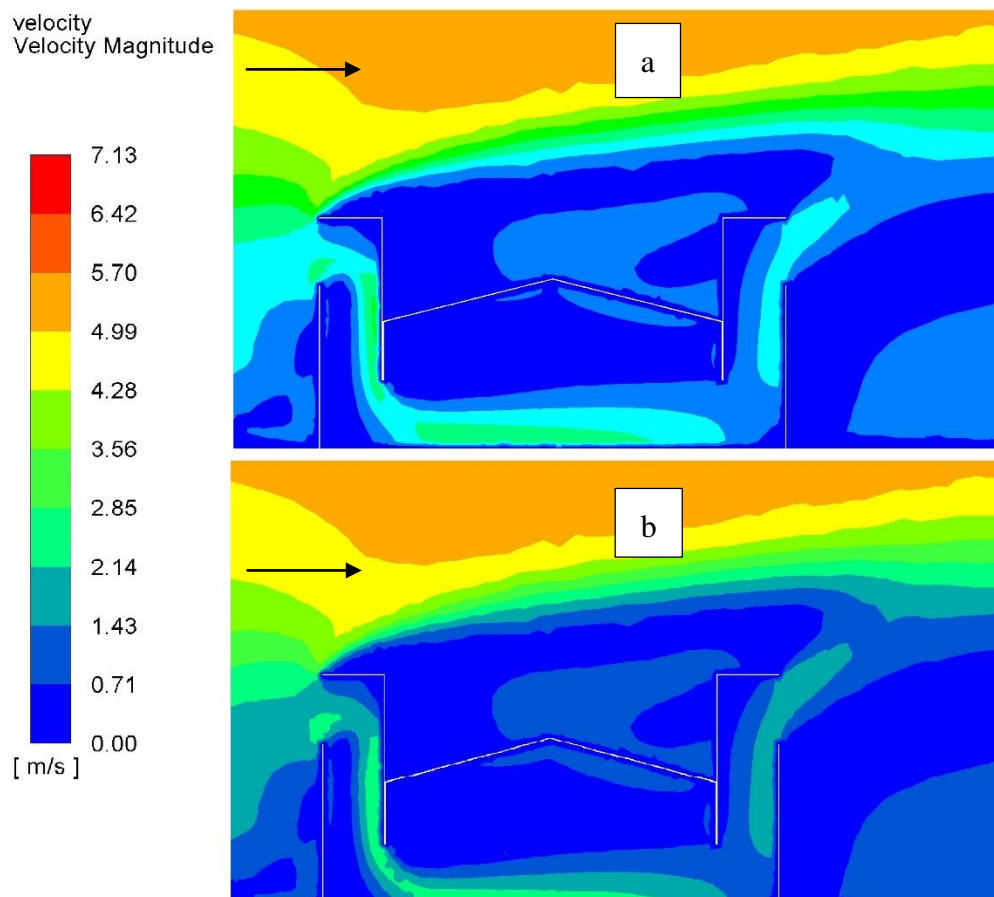 velocity
Velocity Magnitude
a
7.13
6.42
5.70
4.99
4.28
3.56
2.85
2.14
1.43
0.71
0.00
[ m/s ]
b